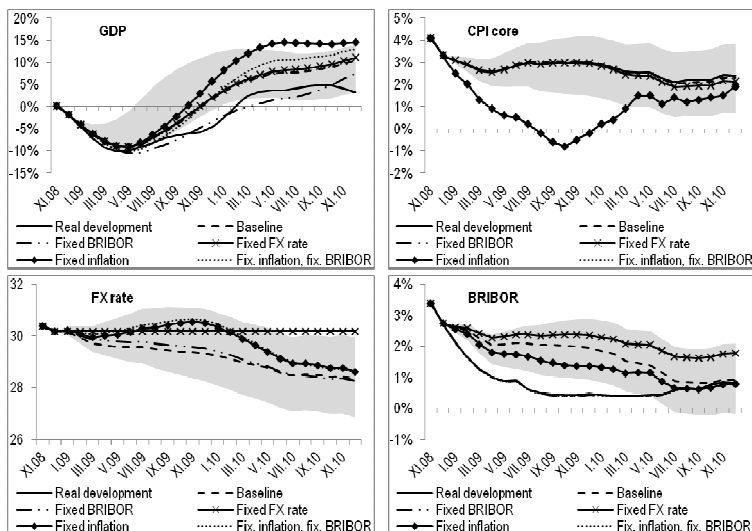 GDP
20%
15%
10%
5%
0%
-5%
-10%
-15%
XI.08
I.09
III.09
V.09
VII.09
IX.09
XI.09
I.10
III.10
V.10
VII.10
IX.10
XI.10
Real development
Baseline
Fixed BRIBOR
Fixed FX rate
Fixed inflation
Fix. inflation, fix. BRIBOR
CPI core
5%
4%
3%
2%
1%
0%
-1%
-2%
XI.08
I.09
III.09
V.09
VII.09
IX.09
XI.09
I.10
III.10
V.10
VII.10
IX.10
XI.10
Real development
Baseline
Fixed BRIBOR
Fixed FX rate
Fixed inflation
Fix. inflation, fix. BRIBOR
FX rate
32
30
28
26
XI.08
I.09
III.09
V.09
VII.09
IX.09
XI.09
I.10
III.10
V.10
VII.10
IX.10
XI.10
Real development
Baseline
Fixed BRIBOR
Fixed FX rate
Fixed inflation
Fix. inflation, fix. BRIBOR
BRIBOR
4%
3%
2%
1%
0%
-1%
XI.08
I.09
III.09
V.09
VII.09
IX.09
XI.09
I.10
III.10
V.10
VII.10
IX.10
XI.10
Real development
Baseline
Fixed BRIBOR
Fixed FX rate
Fixed inflation
Fix. inflation, fix. BRIBOR